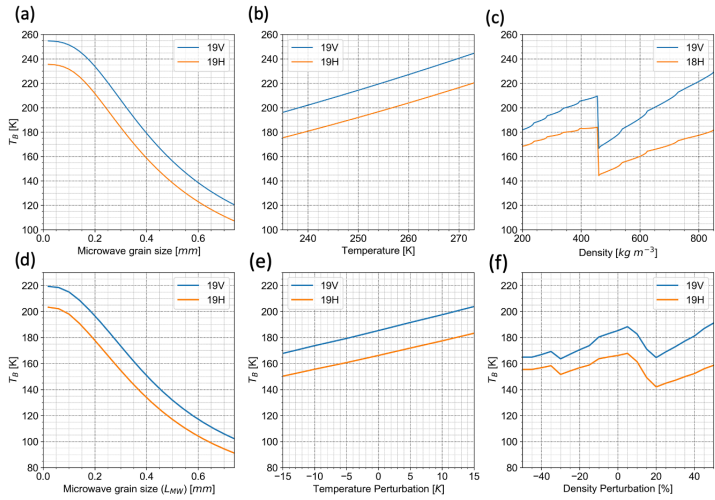 (a)
260
240
220
200
180
160
140
120
100
T_B [K]
19V
19H
0.0 0.2 0.4 0.6
Microwave grain size [mm]
(b)
260
240
220
200
180
160
140
120
100
19V
19H
240 250 260 270
Temperature [K]
(c)
260
240
220
200
180
160
140
120
100
T_B [K]
19V
18H
200 400 600 800
Density [kg m⁻³]
(d)
220
200
180
160
140
120
100
80
T_B [K]
19V
19H
0.0 0.2 0.4 0.6
Microwave grain size (L_MW) [mm]
(e)
220
200
180
160
140
120
100
80
19V
19H
−15 −10 −5 0 5 10 15
Temperature Perturbation [K]
(f)
220
200
180
160
140
120
100
80
T_B [K]
19V
19H
−40 −20 0 20 40
Density Perturbation [%]